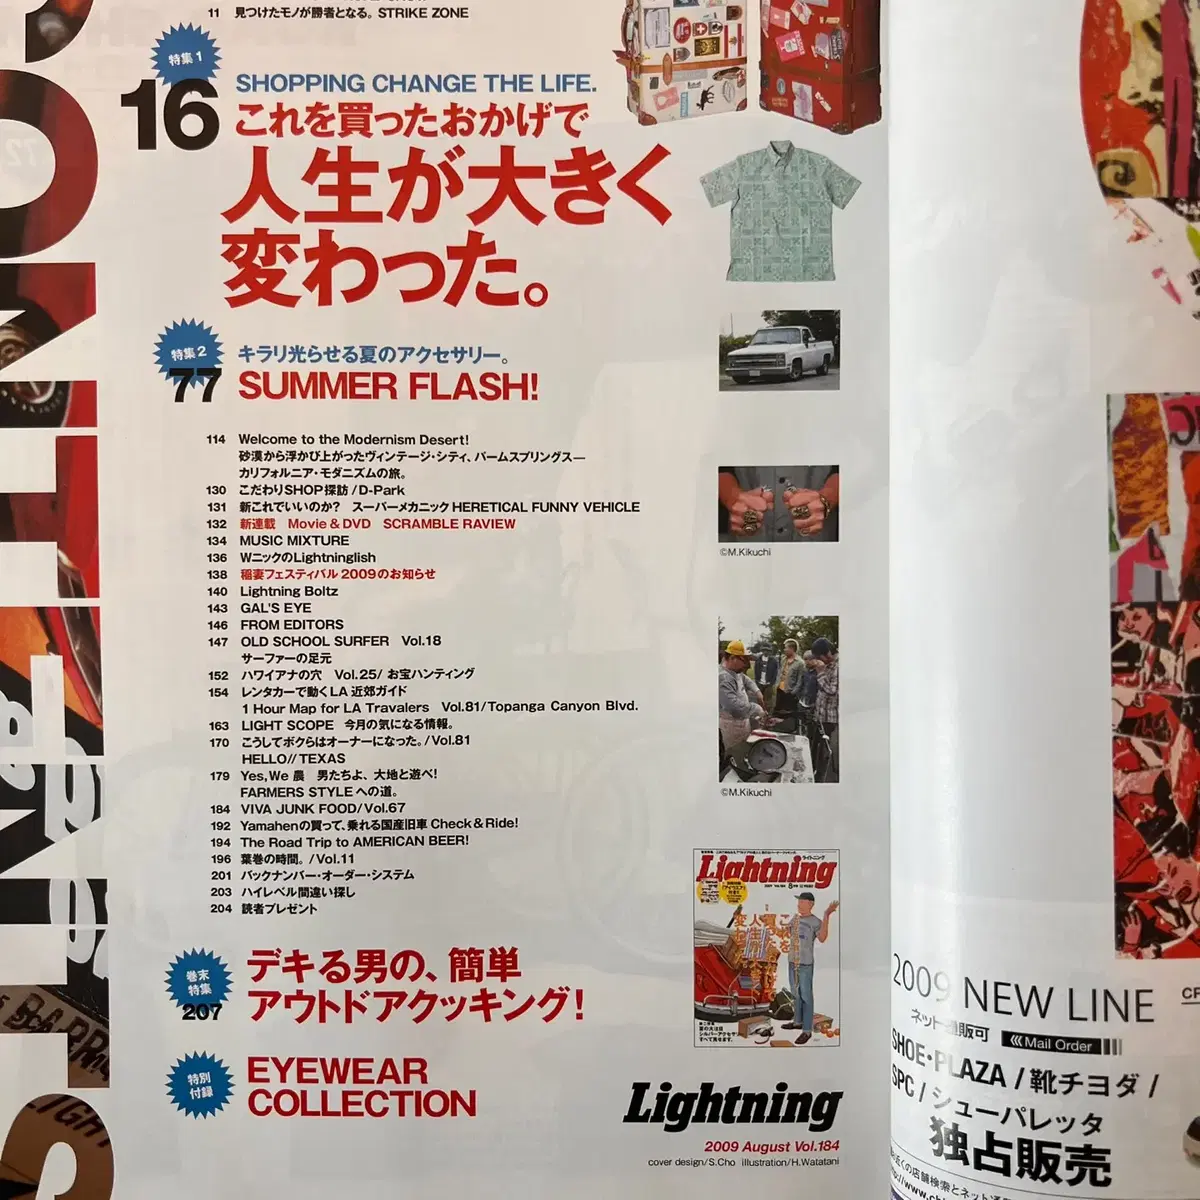 11 見つけたモノが勝者となる。 STRIKE ZONE
特集1
16
SHOPPING CHANGE THE LIFE.
これを買ったおかげで
人生が大きく
変わった。
特集2
77
キラリ光らせる夏のアクセサリー。
SUMMER FLASH!
114 Welcome to the Modernism Desert!
砂漠から浮かび上がったヴィンテージ・シティ、パームスプリングス—
カリフォルニア・モダニズムの旅。
130 こだわりSHOP探訪/D-Park
131 新これでいいのか? スーパーメカニック HERETICAL FUNNY VEHICLE
132 新連載 Movie & DVD SCRAMBLE RAVIEW
134 MUSIC MIXTURE
136 WニックのLightninglish
138 稲妻フェスティバル2009のお知らせ
140 Lightning Boltz
143 GAL'S EYE
146 FROM EDITORS
147 OLD SCHOOL SURFER Vol.18
サーファーの足元
152 ハワイアナの穴 Vol.25/ お宝ハンティング
154 レンタカーで動くLA近郊ガイド
1 Hour Map for LA Travalers Vol.81/Topanga Canyon Blvd.
163 LIGHT SCOPE 今月の気になる情報。
170 こうしてボクらはオーナーになった。/Vol.81
HELLO// TEXAS
179 Yes, We 農 男たちよ、大地と遊べ!
FARMERS STYLE への道。
184 VIVA JUNK FOOD/Vol.67
192 Yamahenの買って、乗れる国産旧車 Check & Ride!
194 The Road Trip to AMERICAN BEER!
196 葉巻の時間。/Vol.11
201 バックナンバー・オーダー・システム
203 ハイレベル間違い探し
204 読者プレゼント
巻末
特集
207
デキる男の、簡単
アウトドアクッキング!
特別
付録
EYEWEAR
COLLECTION
©M.Kikuchi
©M.Kikuchi
Lightning
ライトニング
Lightning
2009 August Vol.184
cover design/S.Cho illustration/H.Watatani
2009 NEW LINE
ネット通販可 Mail Order
SHOE・PLAZA / 靴チヨダ /
SPC / シューパレッタ
独占販売